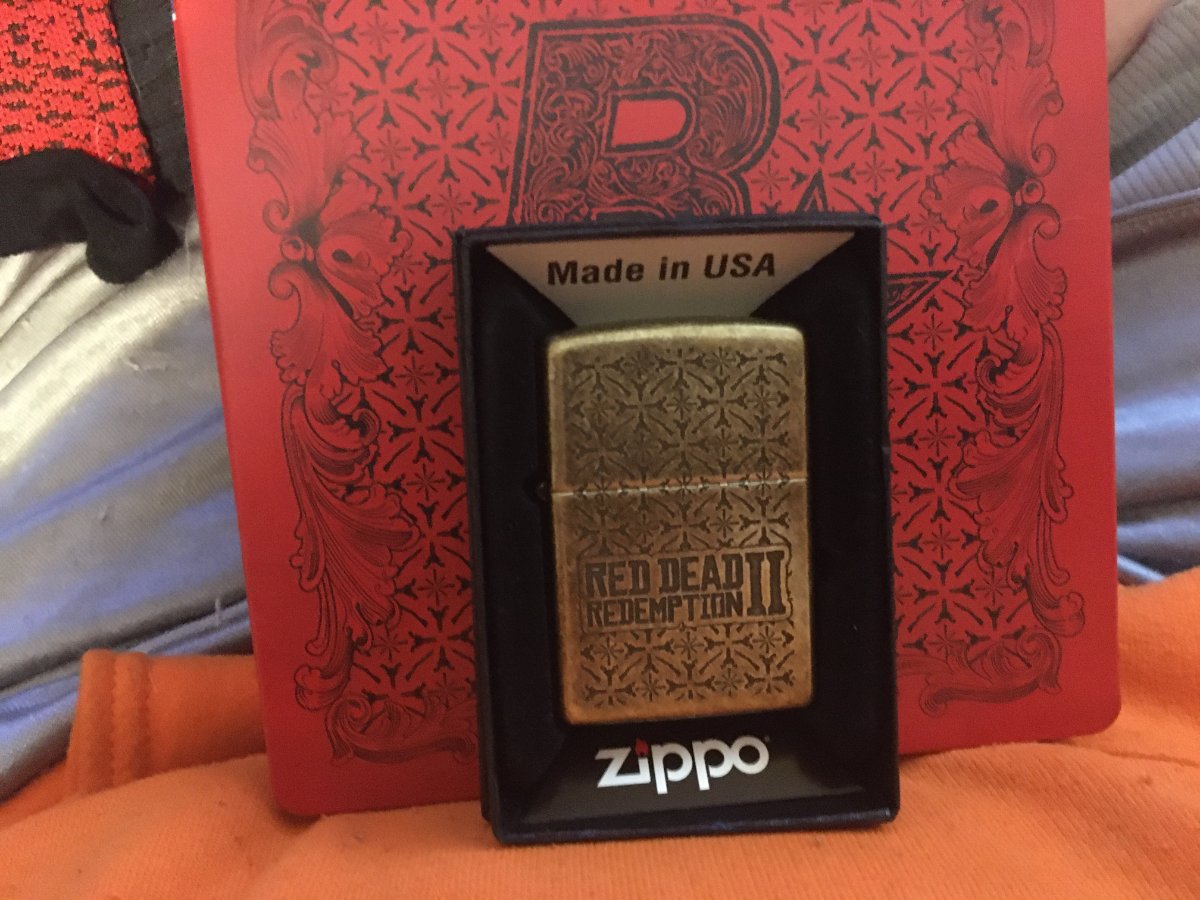 R
Made in USA
RED DEAD
REDEMPTION II
zippo